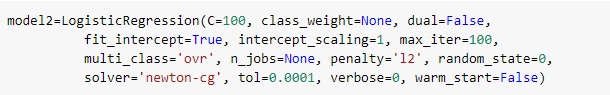 model2=LogisticRegression(C=100, class_weight=None, dual=False,
fit_intercept=True, intercept_scaling=1, max_iter=100,
multi_class='ovr', n_jobs=None, penalty='l2', random_state=0,
solver='newton-cg', tol=0.0001, verbose=0, warm_start=False)